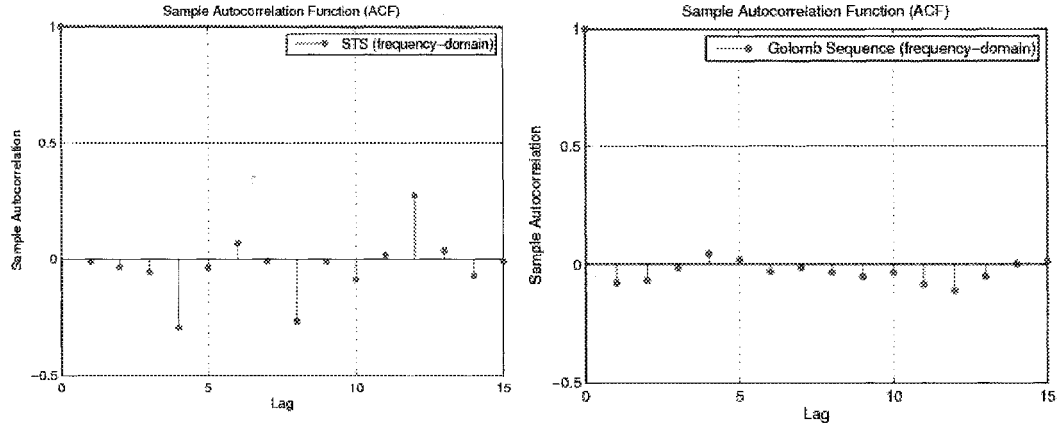 Sample Autocorrelation Function (ACF)
STS (frequency-domain)
Sample Autocorrelation
1
0.5
0
-0.5
0
5
10
15
Lag
Sample Autocorrelation Function (ACF)
Golomb Sequence (frequency-domain)
Sample Autocorrelation
1
0.5
0
-0.5
0
5
10
15
Lag